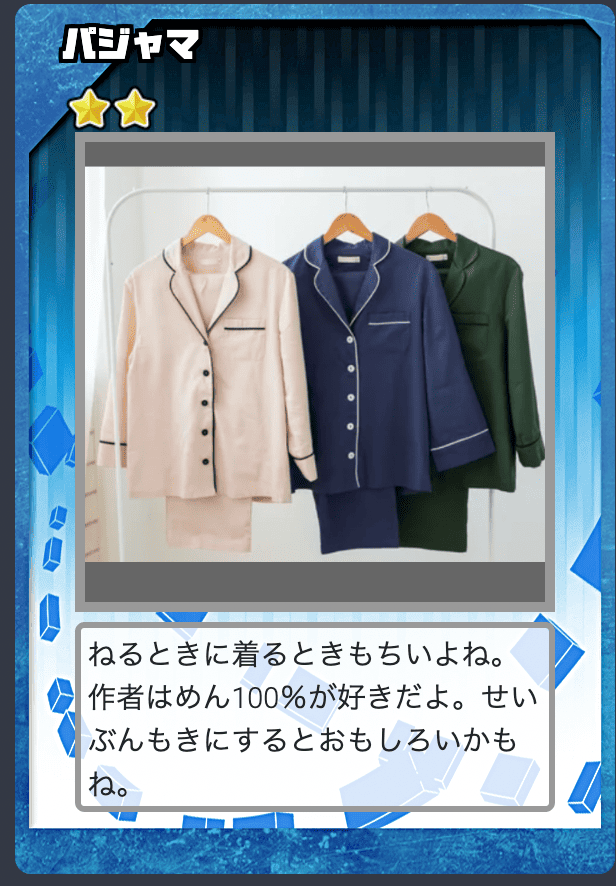 パジャマ
ねるときに着るときもちいよね。
作者はめん100%が好きだよ。せい
ぶんもきにするとおもしろいかも
ね。